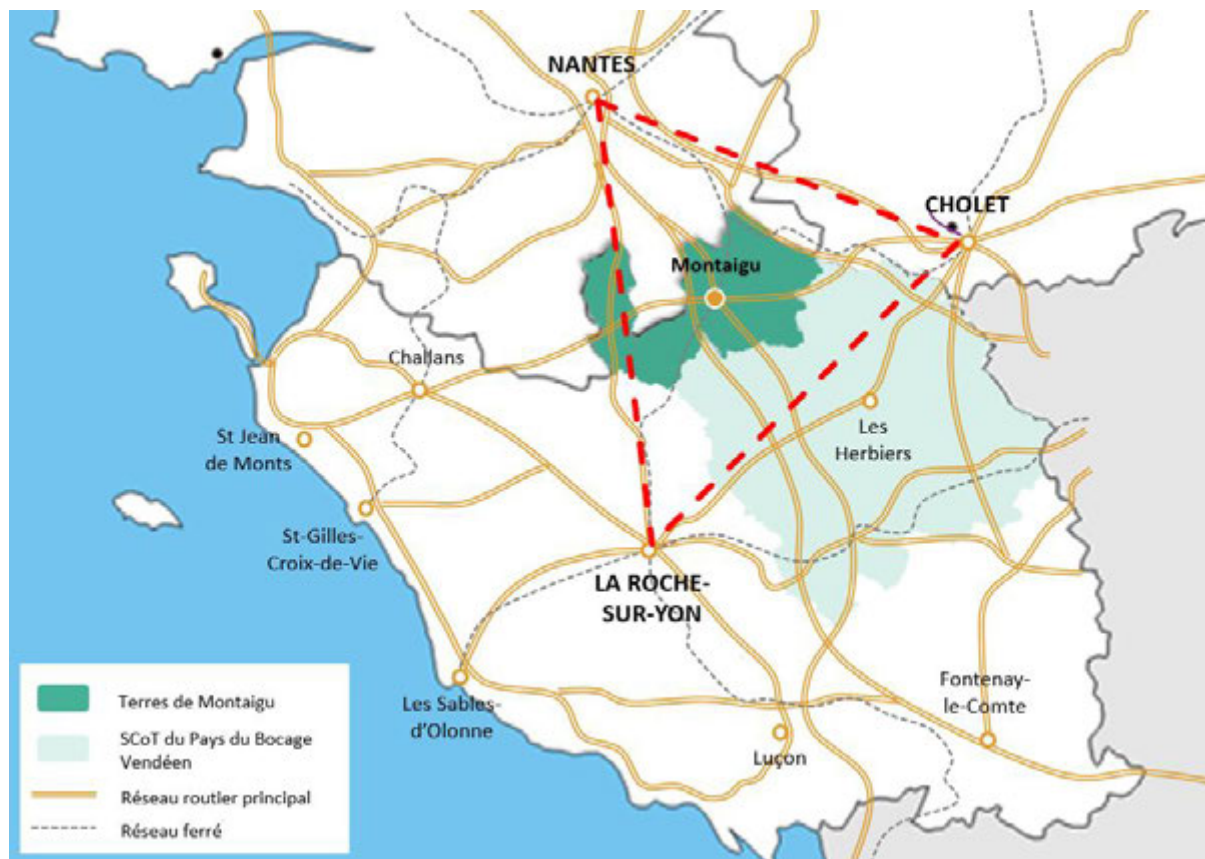 NANTES
CHOLET
Montaigu
Challans
St Jean
de Monts
Les
Herbiers
St-Gilles-
Croix-de-Vie
LA ROCHE-
SUR-YON
Les Sables-
d'Olonne
Fontenay-
le-Comte
Luçon
Terres de Montaigu
SCoT du Pays du Bocage
Vendéen
Réseau routier principal
Réseau ferré